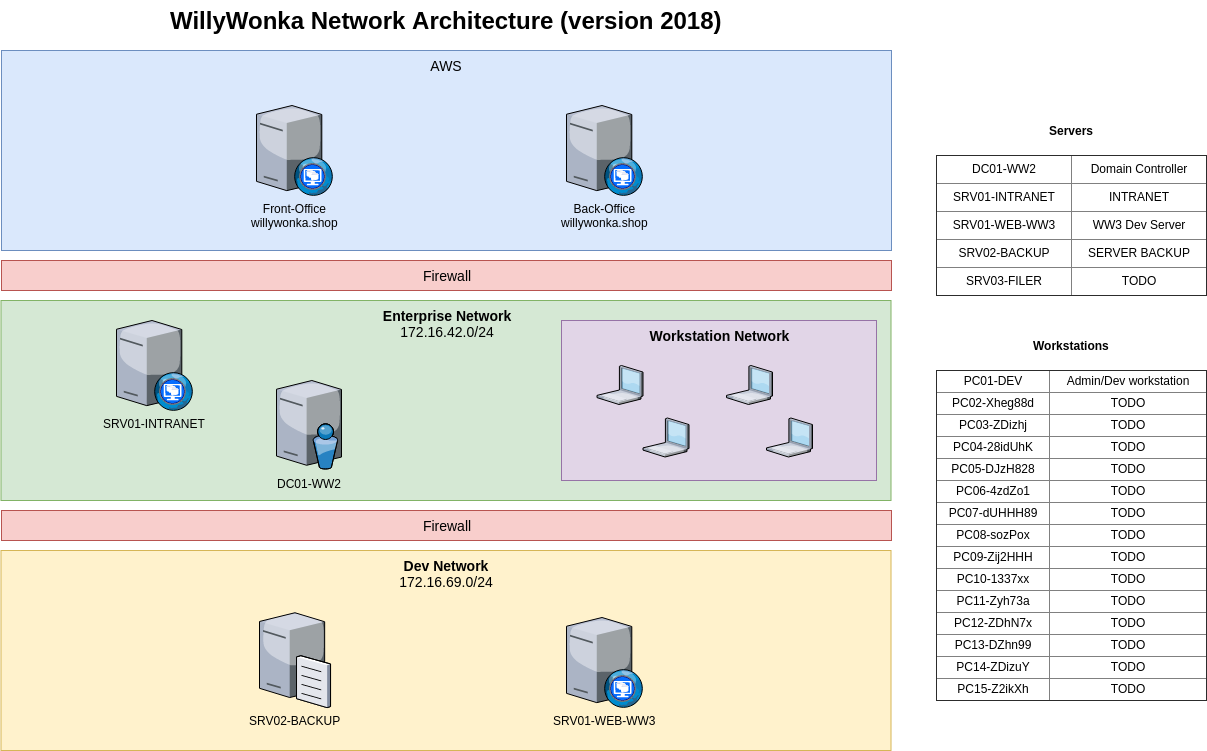 WillyWonka Network Architecture (version 2018)
AWS
Front-Office
willywonka.shop
Back-Office
willywonka.shop
Firewall
Enterprise Network
172.16.42.0/24
SRV01-INTRANET
DC01-WW2
Workstation Network
Firewall
Dev Network
172.16.69.0/24
SRV02-BACKUP
SRV01-WEB-WW3
Servers
DC01-WW2 Domain Controller
SRV01-INTRANET INTRANET
SRV01-WEB-WW3 WW3 Dev Server
SRV02-BACKUP SERVER BACKUP
SRV03-FILER TODO
Workstations
PC01-DEV Admin/Dev workstation
PC02-Xheg88d TODO
PC03-ZDizhj TODO
PC04-28idUhK TODO
PC05-DJzH828 TODO
PC06-4zdZo1 TODO
PC07-dUHHH89 TODO
PC08-sozPox TODO
PC09-Zij2HHH TODO
PC10-1337xx TODO
PC11-Zyh73a TODO
PC12-ZDhN7x TODO
PC13-DZhn99 TODO
PC14-ZDizuY TODO
PC15-Z2ikXh TODO